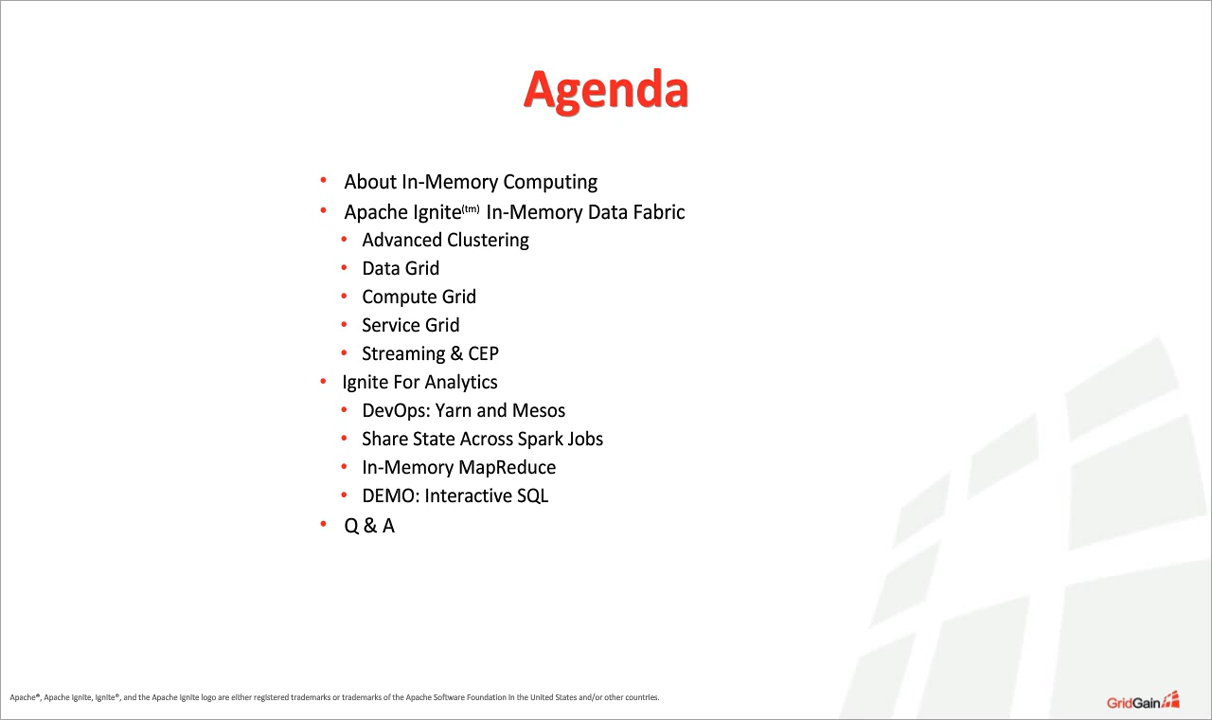 Agenda
• About In-Memory Computing
• Apache Ignite(tm) In-Memory Data Fabric
• Advanced Clustering
• Data Grid
• Compute Grid
• Service Grid
• Streaming & CEP
• Ignite For Analytics
• DevOps: Yarn and Mesos
• Share State Across Spark Jobs
• In-Memory MapReduce
• DEMO: Interactive SQL
• Q & A
Apache®, Apache Ignite, Ignite®, and the Apache Ignite logo are either registered trademarks or trademarks of the Apache Software Foundation in the United States and/or other countries.
GridGain